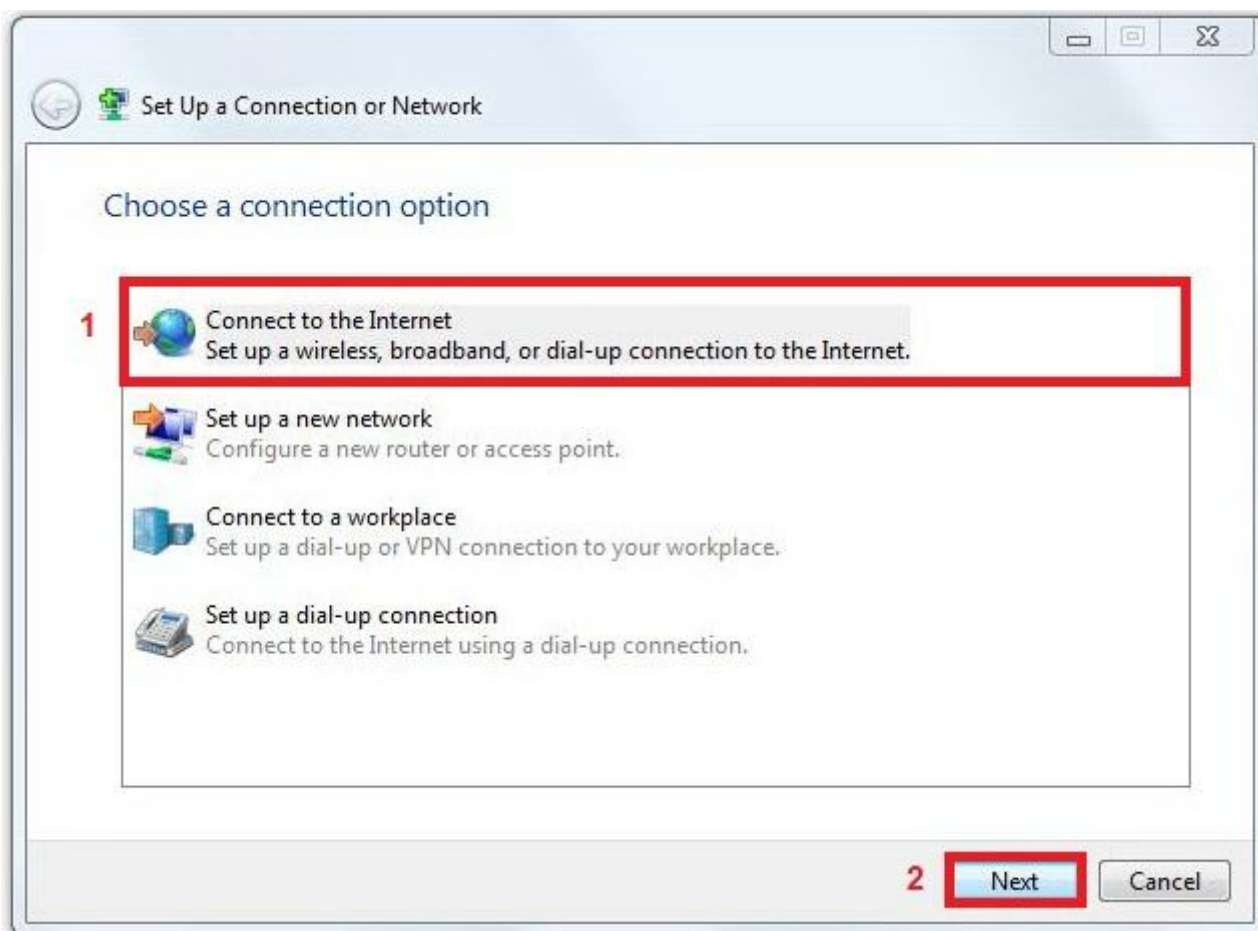 Set Up a Connection or Network
Choose a connection option
1
Connect to the Internet
Set up a wireless, broadband, or dial-up connection to the Internet.
Set up a new network
Configure a new router or access point.
Connect to a workplace
Set up a dial-up or VPN connection to your workplace.
Set up a dial-up connection
Connect to the Internet using a dial-up connection.
2 Next Cancel